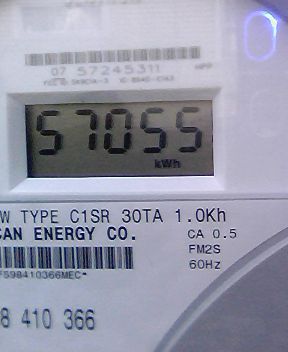 07 57245311
57055
kWh
W TYPE C1SR 30TA 1.0Kh
CAN ENERGY CO.
CA 0.5
FM2S
60Hz
FS98410366MEC*
8 410 366